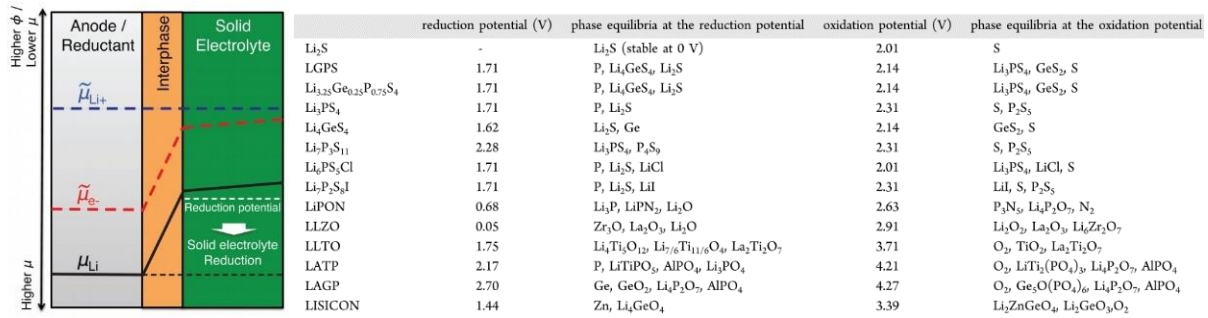 Higher ϕ / Lower μ
Higher μ
Anode / Reductant
Interphase
Solid Electrolyte
μ̃Li+
μ̃e-
μLi
Reduction potential
Solid electrolyte Reduction
reduction potential (V) phase equilibria at the reduction potential oxidation potential (V) phase equilibria at the oxidation potential
Li₂S - Li₂S (stable at 0 V) 2.01 S
LGPS 1.71 P, Li₄GeS₄, Li₂S 2.14 Li₃PS₄, GeS₂, S
Li₃.₂₅Ge₀.₂₅P₀.₇₅S₄ 1.71 P, Li₄GeS₄, Li₂S 2.14 Li₃PS₄, GeS₂, S
Li₃PS₄ 1.71 P, Li₂S 2.31 S, P₂S₅
Li₄GeS₄ 1.62 Li₂S, Ge 2.14 GeS₂, S
Li₇P₃S₁₁ 2.28 Li₃PS₄, P₄S₉ 2.31 S, P₂S₅
Li₆PS₅Cl 1.71 P, Li₂S, LiCl 2.01 Li₃PS₄, LiCl, S
Li₇P₂S₈I 1.71 P, Li₂S, LiI 2.31 LiI, S, P₂S₅
LiPON 0.68 Li₃P, LiPN₂, Li₂O 2.63 P₃N₅, Li₄P₂O₇, N₂
LLZO 0.05 Zr₃O, La₂O₃, Li₂O 2.91 Li₂O₂, La₂O₃, Li₆Zr₂O₇
LLTO 1.75 Li₄Ti₅O₁₂, Li₇/₆Ti₁₁/₆O₄, La₂Ti₂O₇ 3.71 O₂, TiO₂, La₂Ti₂O₇
LATP 2.17 P, LiTiPO₅, AlPO₄, Li₃PO₄ 4.21 O₂, LiTi₂(PO₄)₃, Li₄P₂O₇, AlPO₄
LAGP 2.70 Ge, GeO₂, Li₄P₂O₇, AlPO₄ 4.27 O₂, Ge₅O(PO₄)₆, Li₄P₂O₇, AlPO₄
LISICON 1.44 Zn, Li₄GeO₄ 3.39 Li₂ZnGeO₄, Li₂GeO₃,O₂